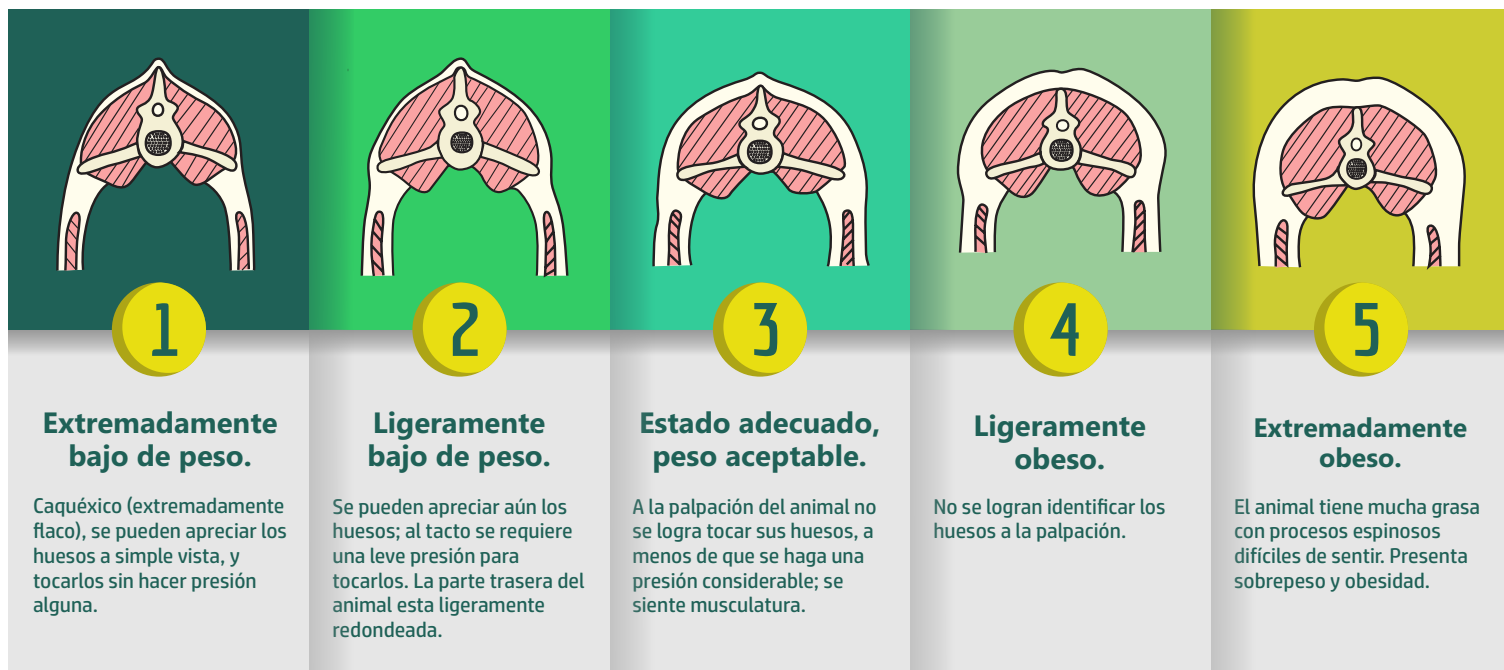 1
Extremadamente
bajo de peso.
Caquéxico (extremadamente
flaco), se pueden apreciar los
huesos a simple vista, y
tocarlos sin hacer presión
alguna.
2
Ligeramente
bajo de peso.
Se pueden apreciar aún los
huesos; al tacto se requiere
una leve presión para
tocarlos. La parte trasera del
animal esta ligeramente
redondeada.
3
Estado adecuado,
peso aceptable.
A la palpación del animal no
se logra tocar sus huesos, a
menos de que se haga una
presión considerable; se
siente musculatura.
4
Ligeramente
obeso.
No se logran identificar los
huesos a la palpación.
5
Extremadamente
obeso.
El animal tiene mucha grasa
con procesos espinosos
difíciles de sentir. Presenta
sobrepeso y obesidad.